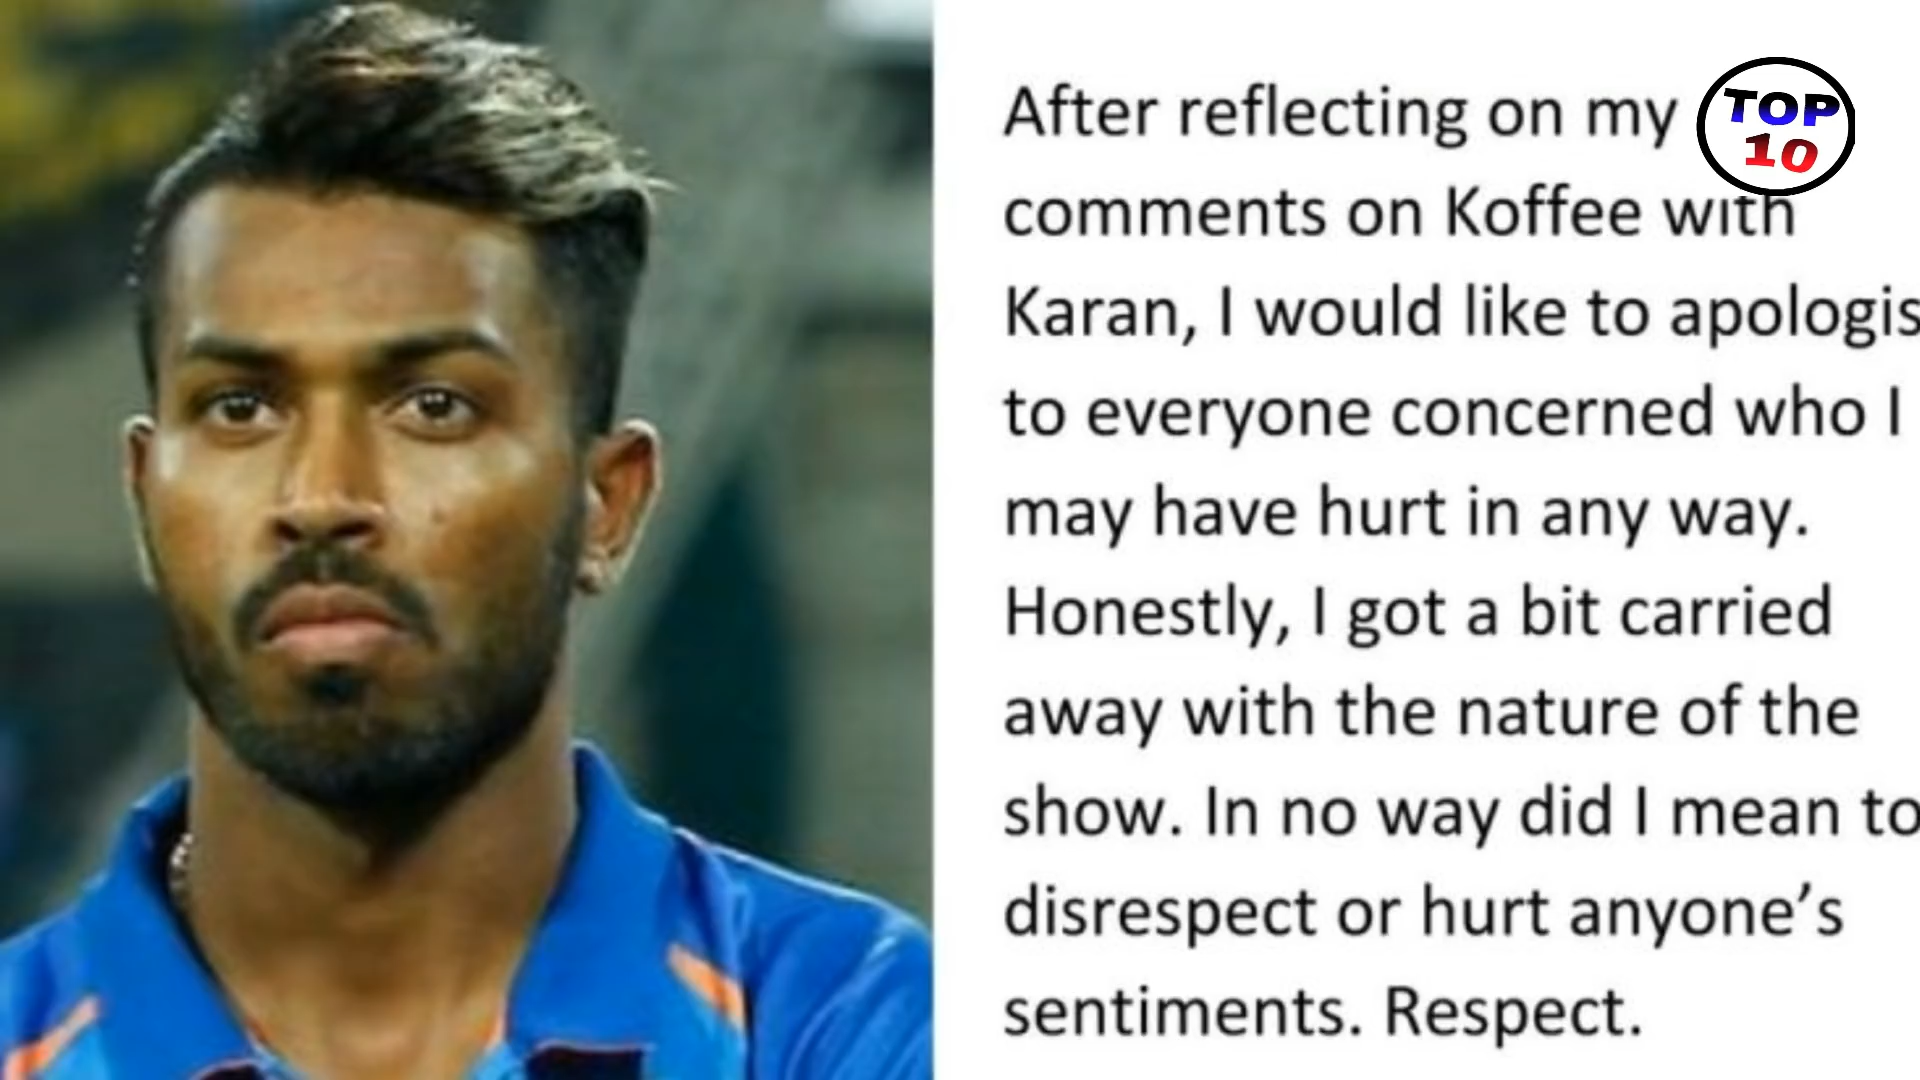 After reflecting on my
TOP
10
comments on Koffee with
Karan, I would like to apologis
to everyone concerned who I
may have hurt in any way.
Honestly, I got a bit carried
away with the nature of the
show. In no way did I mean to
disrespect or hurt anyone’s
sentiments. Respect.